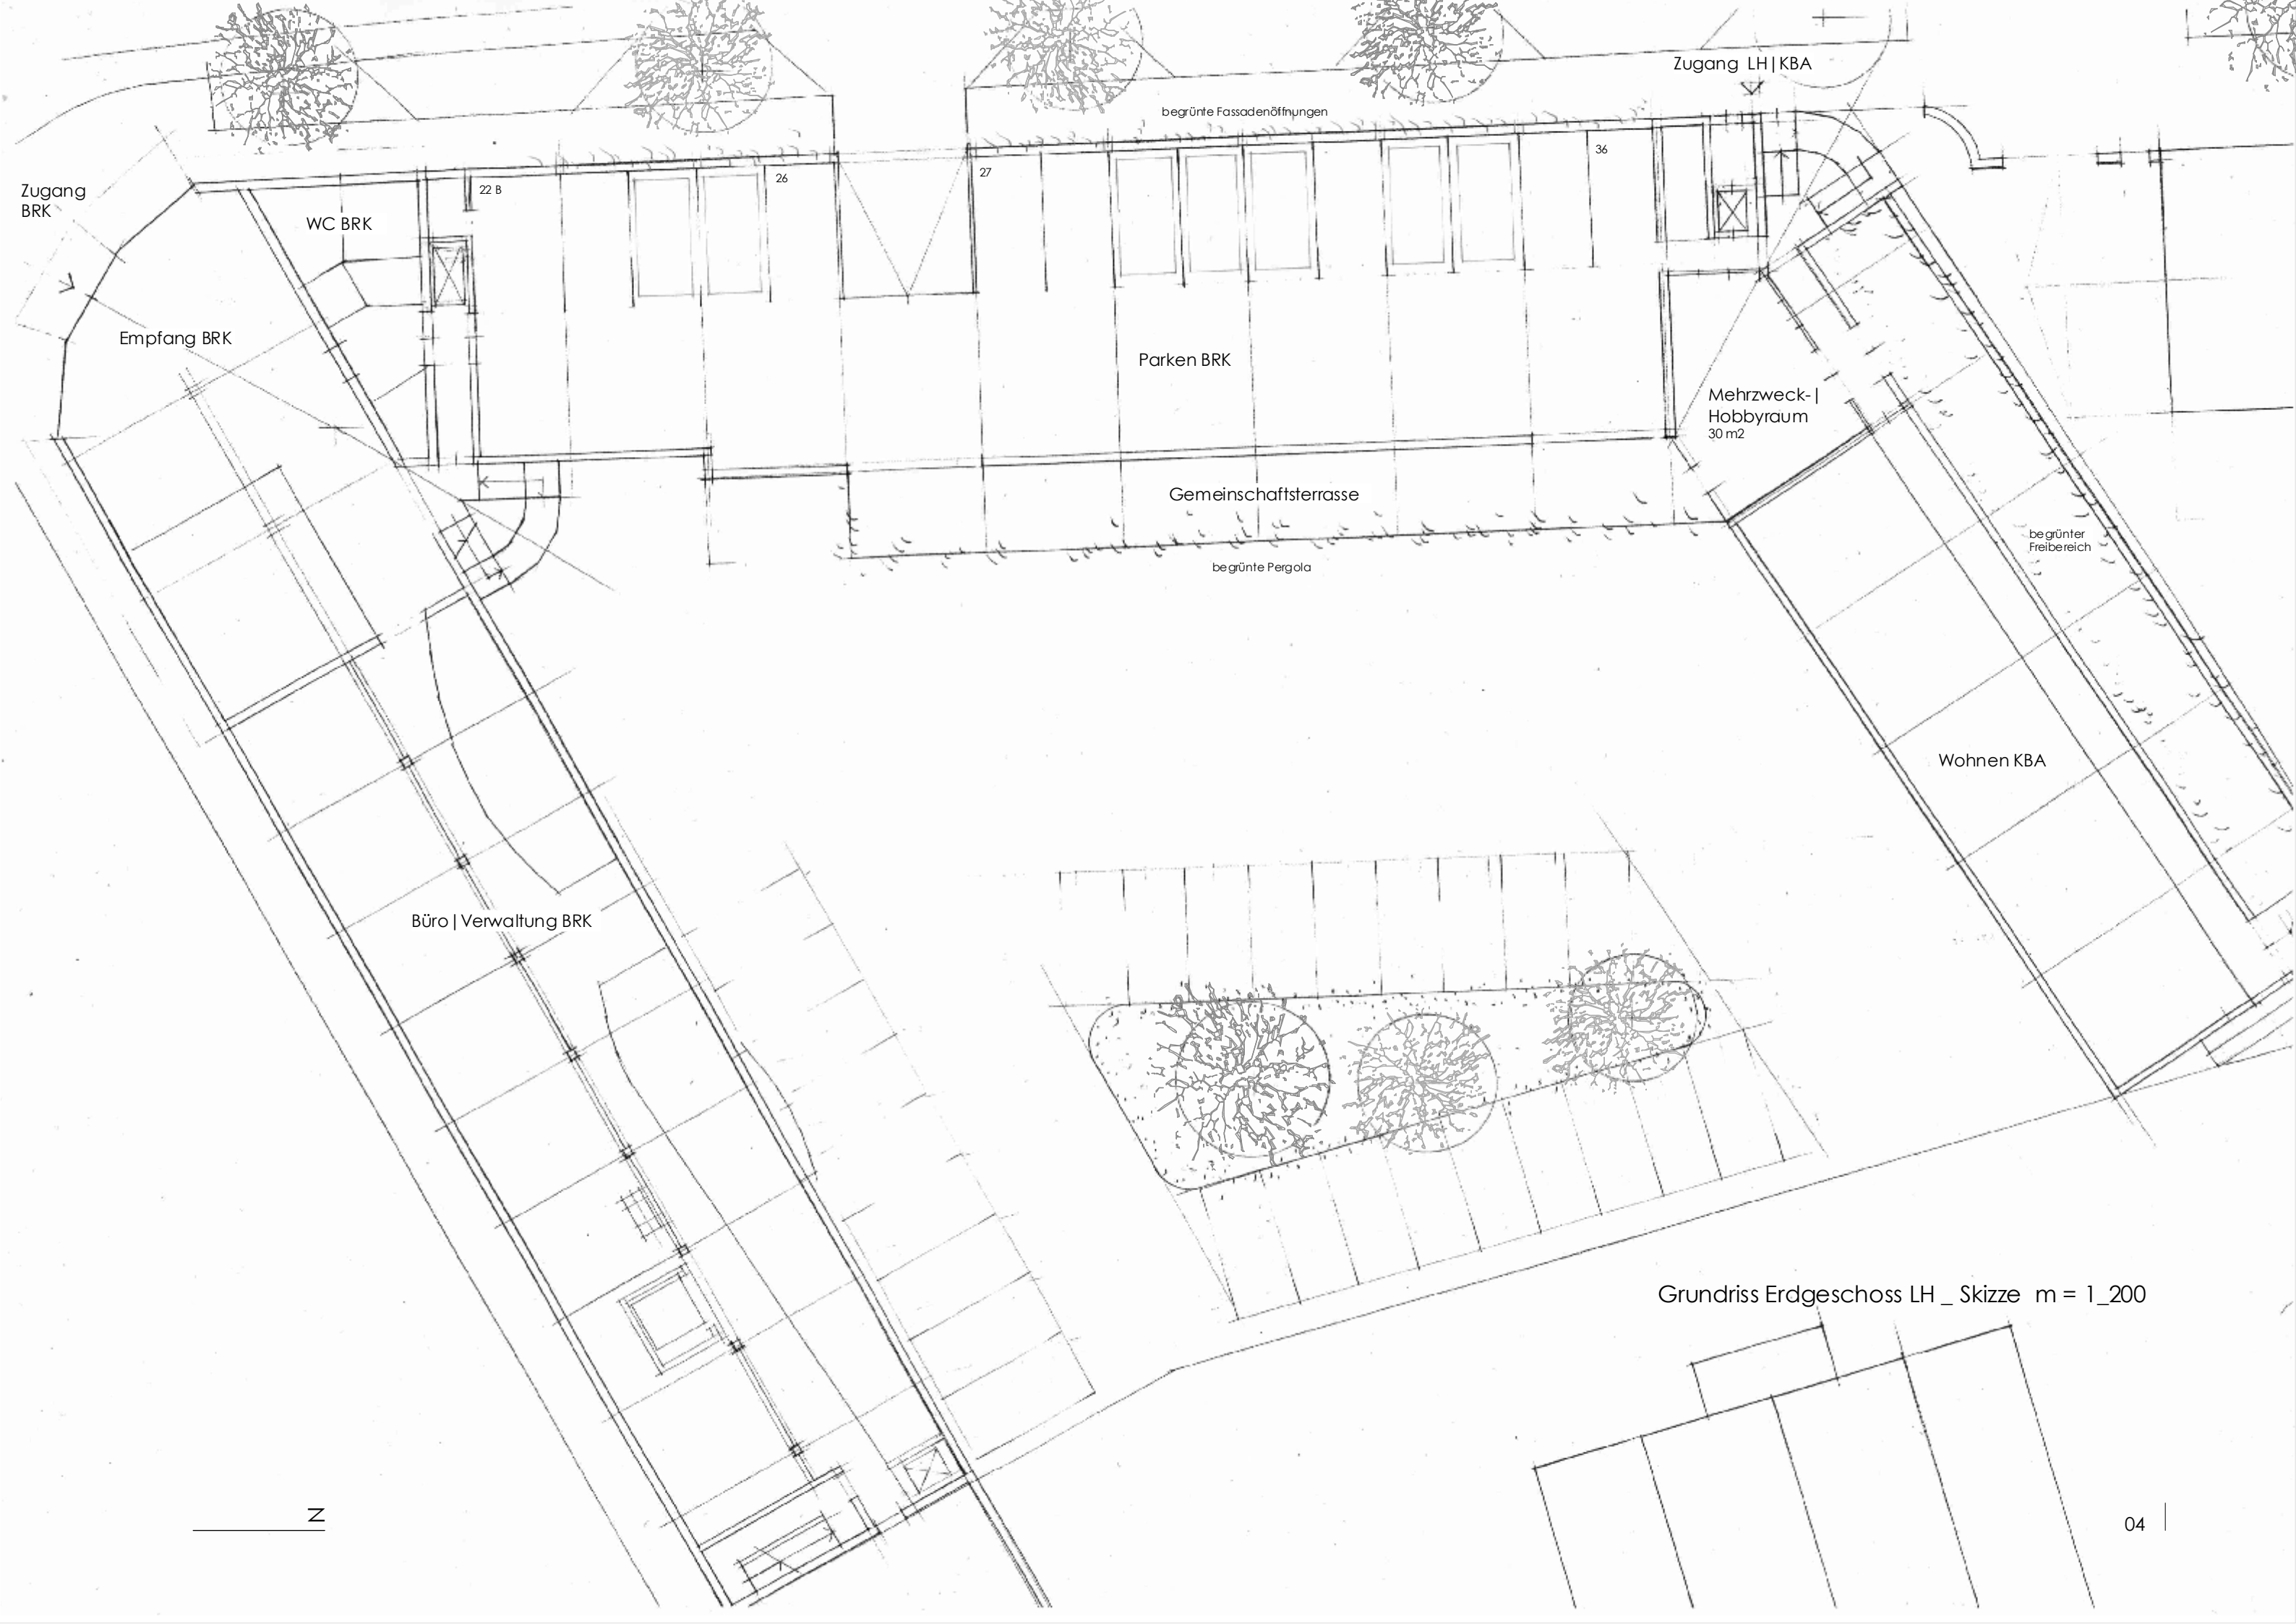 Zugang LH|KBA
begrünte Fassadenöffnungen
36
27
26
22 B
Zugang
BRK
WC BRK
Empfang BRK
Parken BRK
Mehrzweck-|
Hobbyraum
30 m2
Gemeinschaftsterrasse
begrünter
Freibereich
begrünte Pergola
Wohnen KBA
Büro|Verwaltung BRK
Grundriss Erdgeschoss LH _ Skizze m = 1_200
N
04